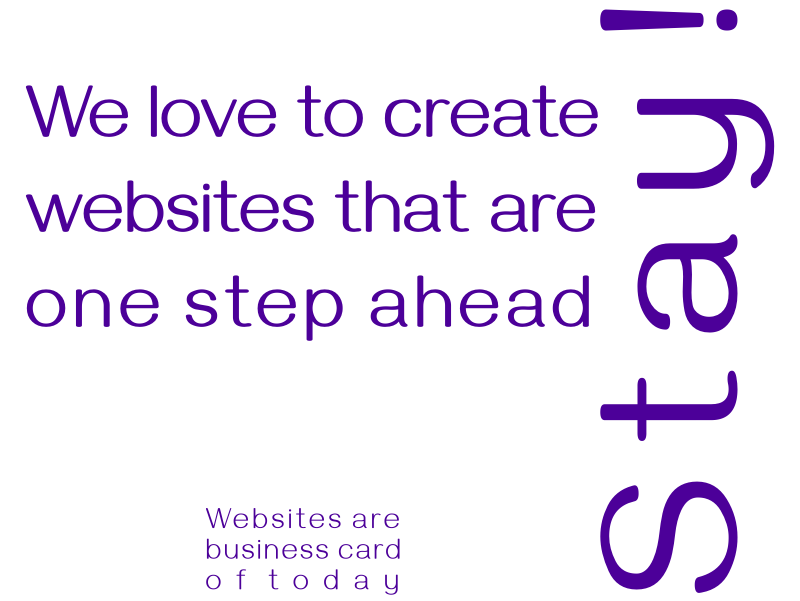 We love to create
websites that are
one step ahead
Stay!
Websites are
business card
of today